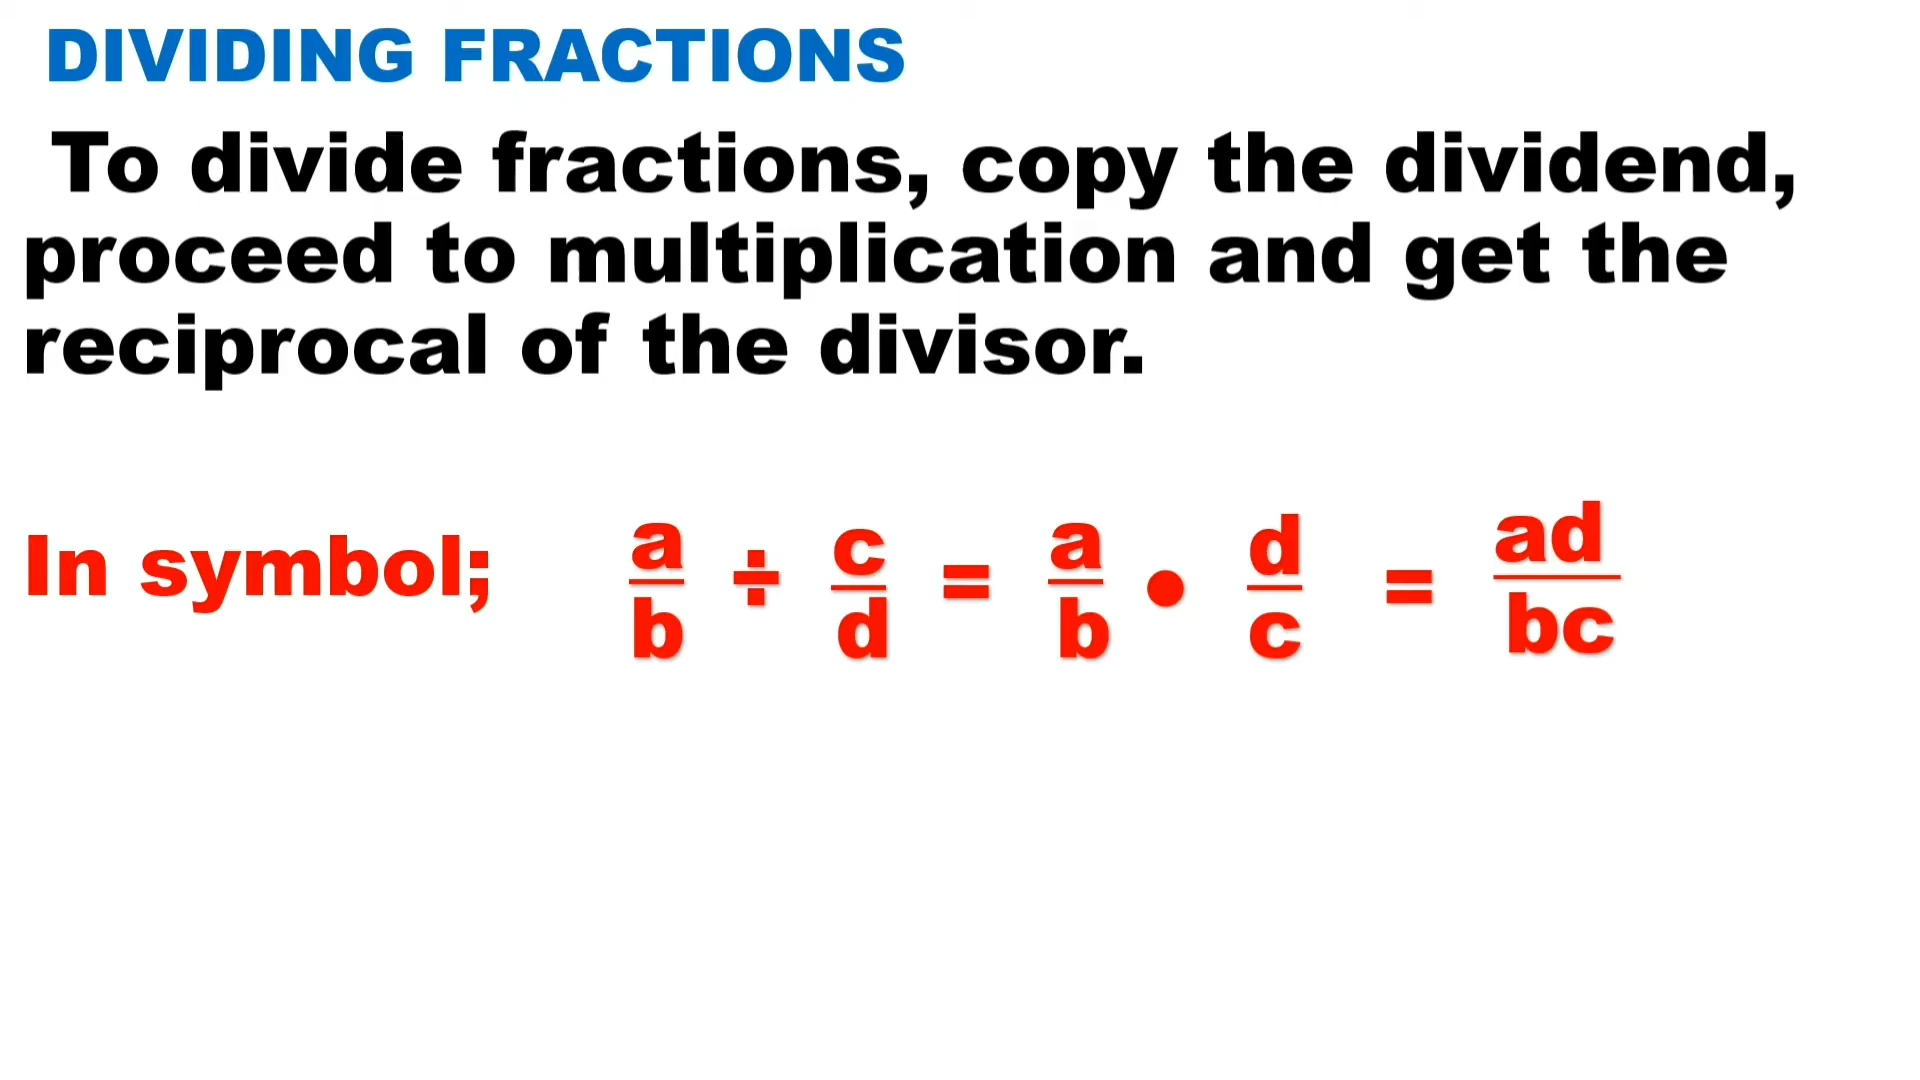 DIVIDING FRACTIONS
To divide fractions, copy the dividend,
proceed to multiplication and get the
reciprocal of the divisor.
In symbol; a/b ÷ c/d = a/b • d/c = ad/bc